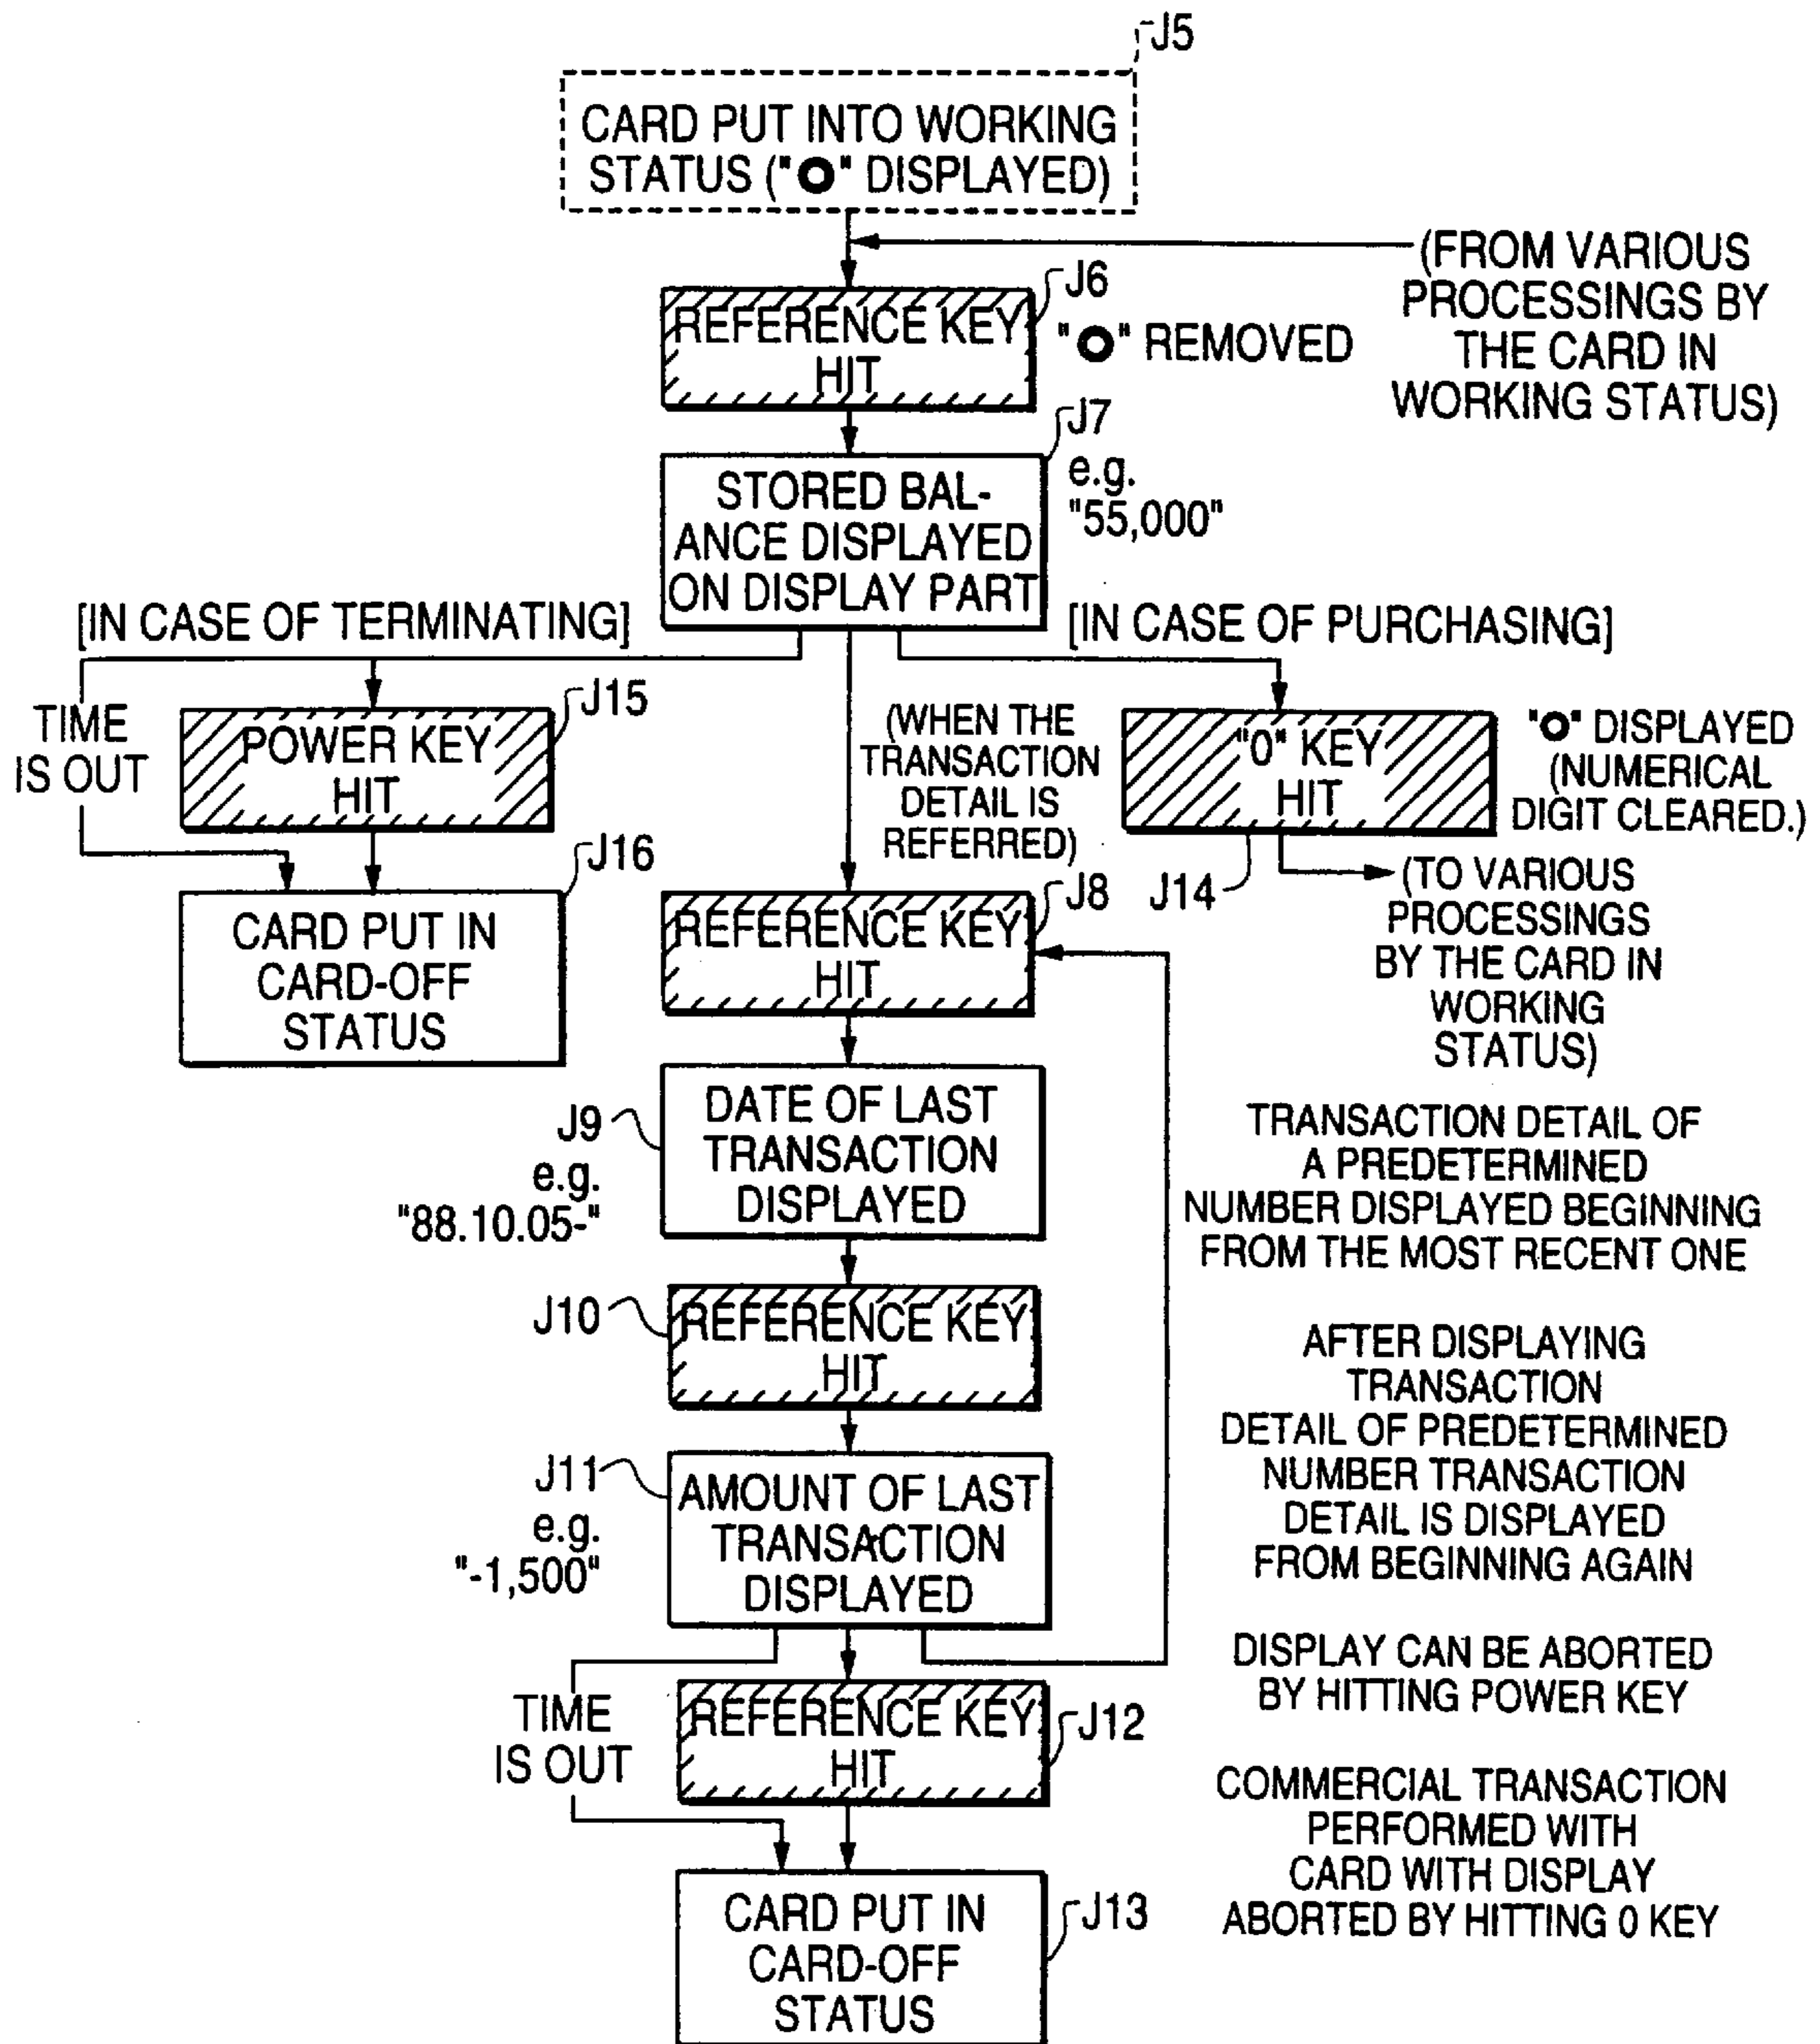 J5
CARD PUT INTO WORKING
STATUS ("O" DISPLAYED)
(FROM VARIOUS
PROCESSINGS BY
THE CARD IN
WORKING STATUS)
J6
REFERENCE KEY
HIT
"O" REMOVED
J7
STORED BAL-
ANCE DISPLAYED
ON DISPLAY PART
e.g.
"55,000"
[IN CASE OF TERMINATING]
[IN CASE OF PURCHASING]
TIME
IS OUT
J15
POWER KEY
HIT
(WHEN THE
TRANSACTION
DETAIL IS
REFERRED)
"0" KEY
HIT
"O" DISPLAYED
(NUMERICAL
DIGIT CLEARED.)
J14
(TO VARIOUS
PROCESSINGS
BY THE CARD IN
WORKING
STATUS)
J16
CARD PUT IN
CARD-OFF
STATUS
J8
REFERENCE KEY
HIT
J9
e.g.
"88.10.05-"
DATE OF LAST
TRANSACTION
DISPLAYED
TRANSACTION DETAIL OF
A PREDETERMINED
NUMBER DISPLAYED BEGINNING
FROM THE MOST RECENT ONE
J10
REFERENCE KEY
HIT
AFTER DISPLAYING
TRANSACTION
DETAIL OF PREDETERMINED
NUMBER TRANSACTION
DETAIL IS DISPLAYED
FROM BEGINNING AGAIN
J11
e.g.
"-1,500"
AMOUNT OF LAST
TRANSACTION
DISPLAYED
DISPLAY CAN BE ABORTED
BY HITTING POWER KEY
TIME
IS OUT
REFERENCE KEY
HIT
J12
COMMERCIAL TRANSACTION
PERFORMED WITH
CARD WITH DISPLAY
ABORTED BY HITTING 0 KEY
CARD PUT IN
CARD-OFF
STATUS
J13